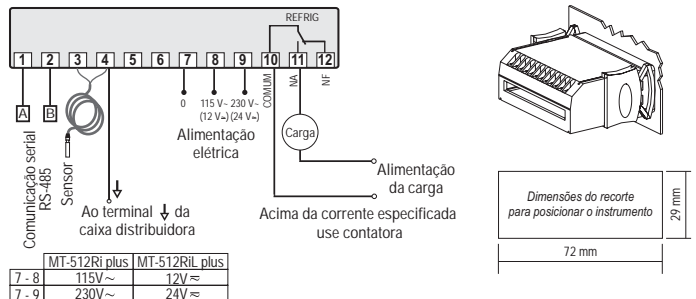 REFRIG
1 2 3 4 5 6 7 8 9 10 11 12
A B
Comunicação serial
RS-485
Sensor
Ao terminal ⏚ da
caixa distribuidora
0 115 V~ 230 V~
(12 V≂) (24 V≂)
Alimentação
elétrica
COMUM
NA
NF
Carga
Alimentação
da carga
Acima da corrente especificada
use contatora
MT-512Ri plus MT-512RiL plus
7 - 8 115V~ 12V≂
7 - 9 230V~ 24V≂
Dimensões do recorte
para posicionar o instrumento
29 mm
72 mm